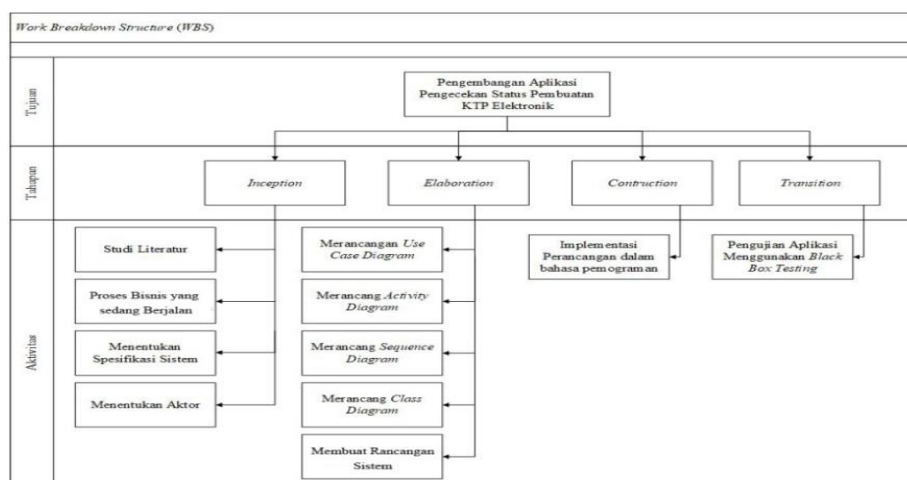 Work Breakdown Structure (WBS)
Tujuan
Pengembangan Aplikasi
Pengecekan Status Pembuatan
KTP Elektronik
Tahapan
Inception
Elaboration
Contruction
Transition
Aktivitas
Studi Literatur
Proses Bisnis yang
sedang Berjalan
Menentukan
Spesifikasi Sistem
Menentukan Aktor
Merancangan Use
Case Diagram
Merancang Activity
Diagram
Merancang Sequence
Diagram
Merancang Class
Diagram
Membuat Rancangan
Sistem
Implementasi
Perancangan dalam
bahasa pemograman
Pengujian Aplikasi
Menggunakan Black
Box Testing